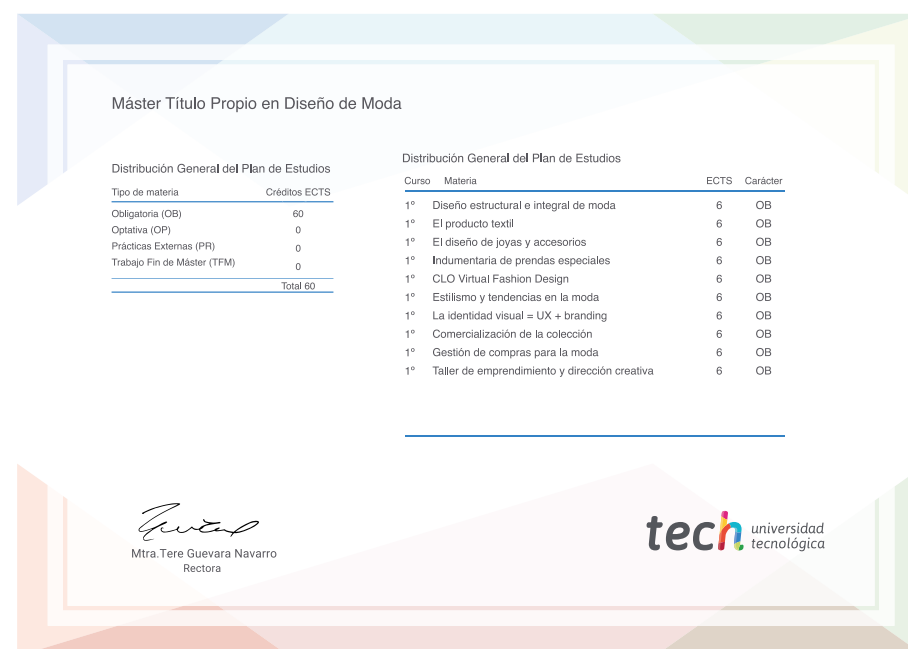 Máster Título Propio en Diseño de Moda
Distribución General del Plan de Estudios
Tipo de materia Créditos ECTS
Obligatoria (OB) 60
Optativa (OP) 0
Prácticas Externas (PR) 0
Trabajo Fin de Máster (TFM) 0
Total 60
Distribución General del Plan de Estudios
Curso Materia ECTS Carácter
1º Diseño estructural e integral de moda 6 OB
1º El producto textil 6 OB
1º El diseño de joyas y accesorios 6 OB
1º Indumentaria de prendas especiales 6 OB
1º CLO Virtual Fashion Design 6 OB
1º Estilismo y tendencias en la moda 6 OB
1º La identidad visual = UX + branding 6 OB
1º Comercialización de la colección 6 OB
1º Gestión de compras para la moda 6 OB
1º Taller de emprendimiento y dirección creativa 6 OB
Mtra.Tere Guevara Navarro
Rectora
tech universidad
tecnológica